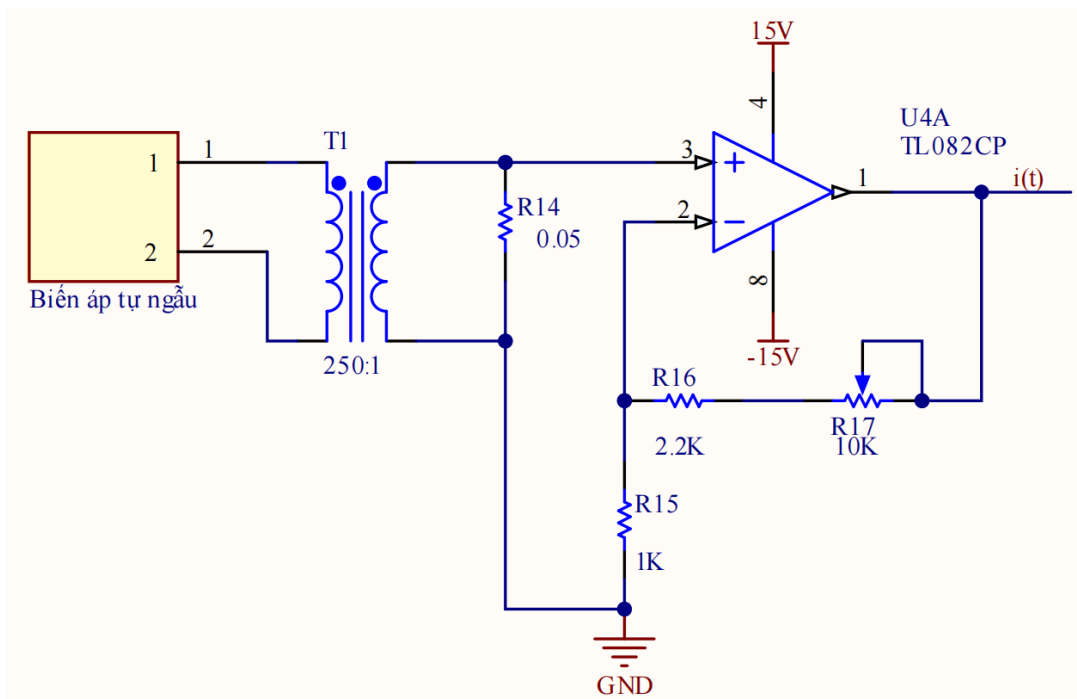 15V
4
U4A
TL082CP
T1
1
1
3
1
i(t)
R14
0.05
2
2
2
8
Biến áp tự ngẫu
250:1
-15V
R16
R17
2.2K
10K
R15
1K
GND